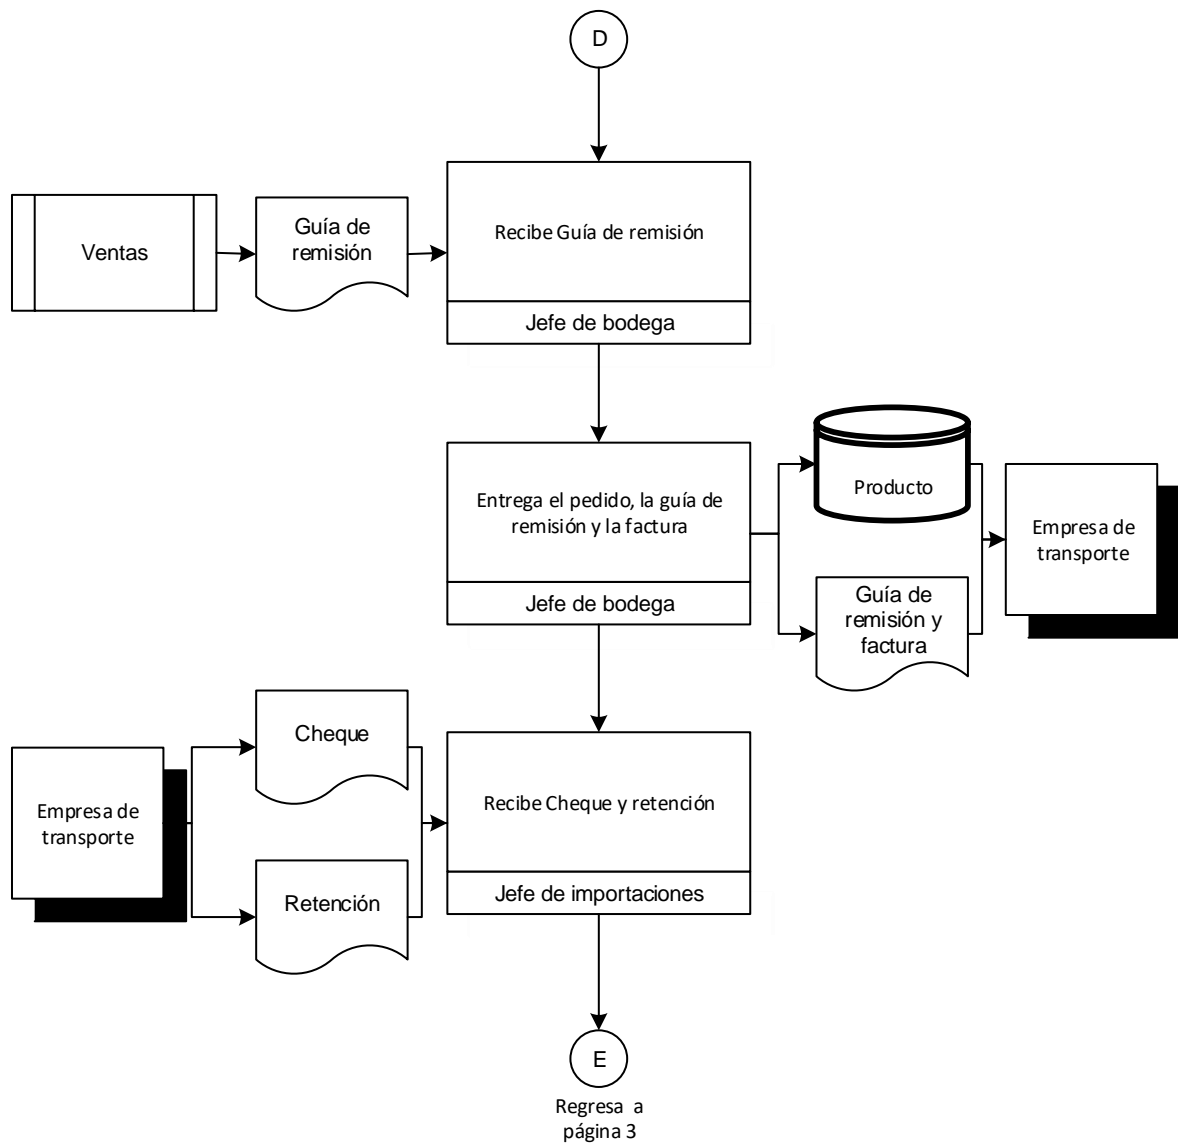 D
Ventas
Guía de
remisión
Recibe Guía de remisión
Jefe de bodega
Entrega el pedido, la guía de
remisión y la factura
Jefe de bodega
Producto
Guía de
remisión y
factura
Empresa de
transporte
Empresa de
transporte
Cheque
Retención
Recibe Cheque y retención
Jefe de importaciones
E
Regresa a
página 3